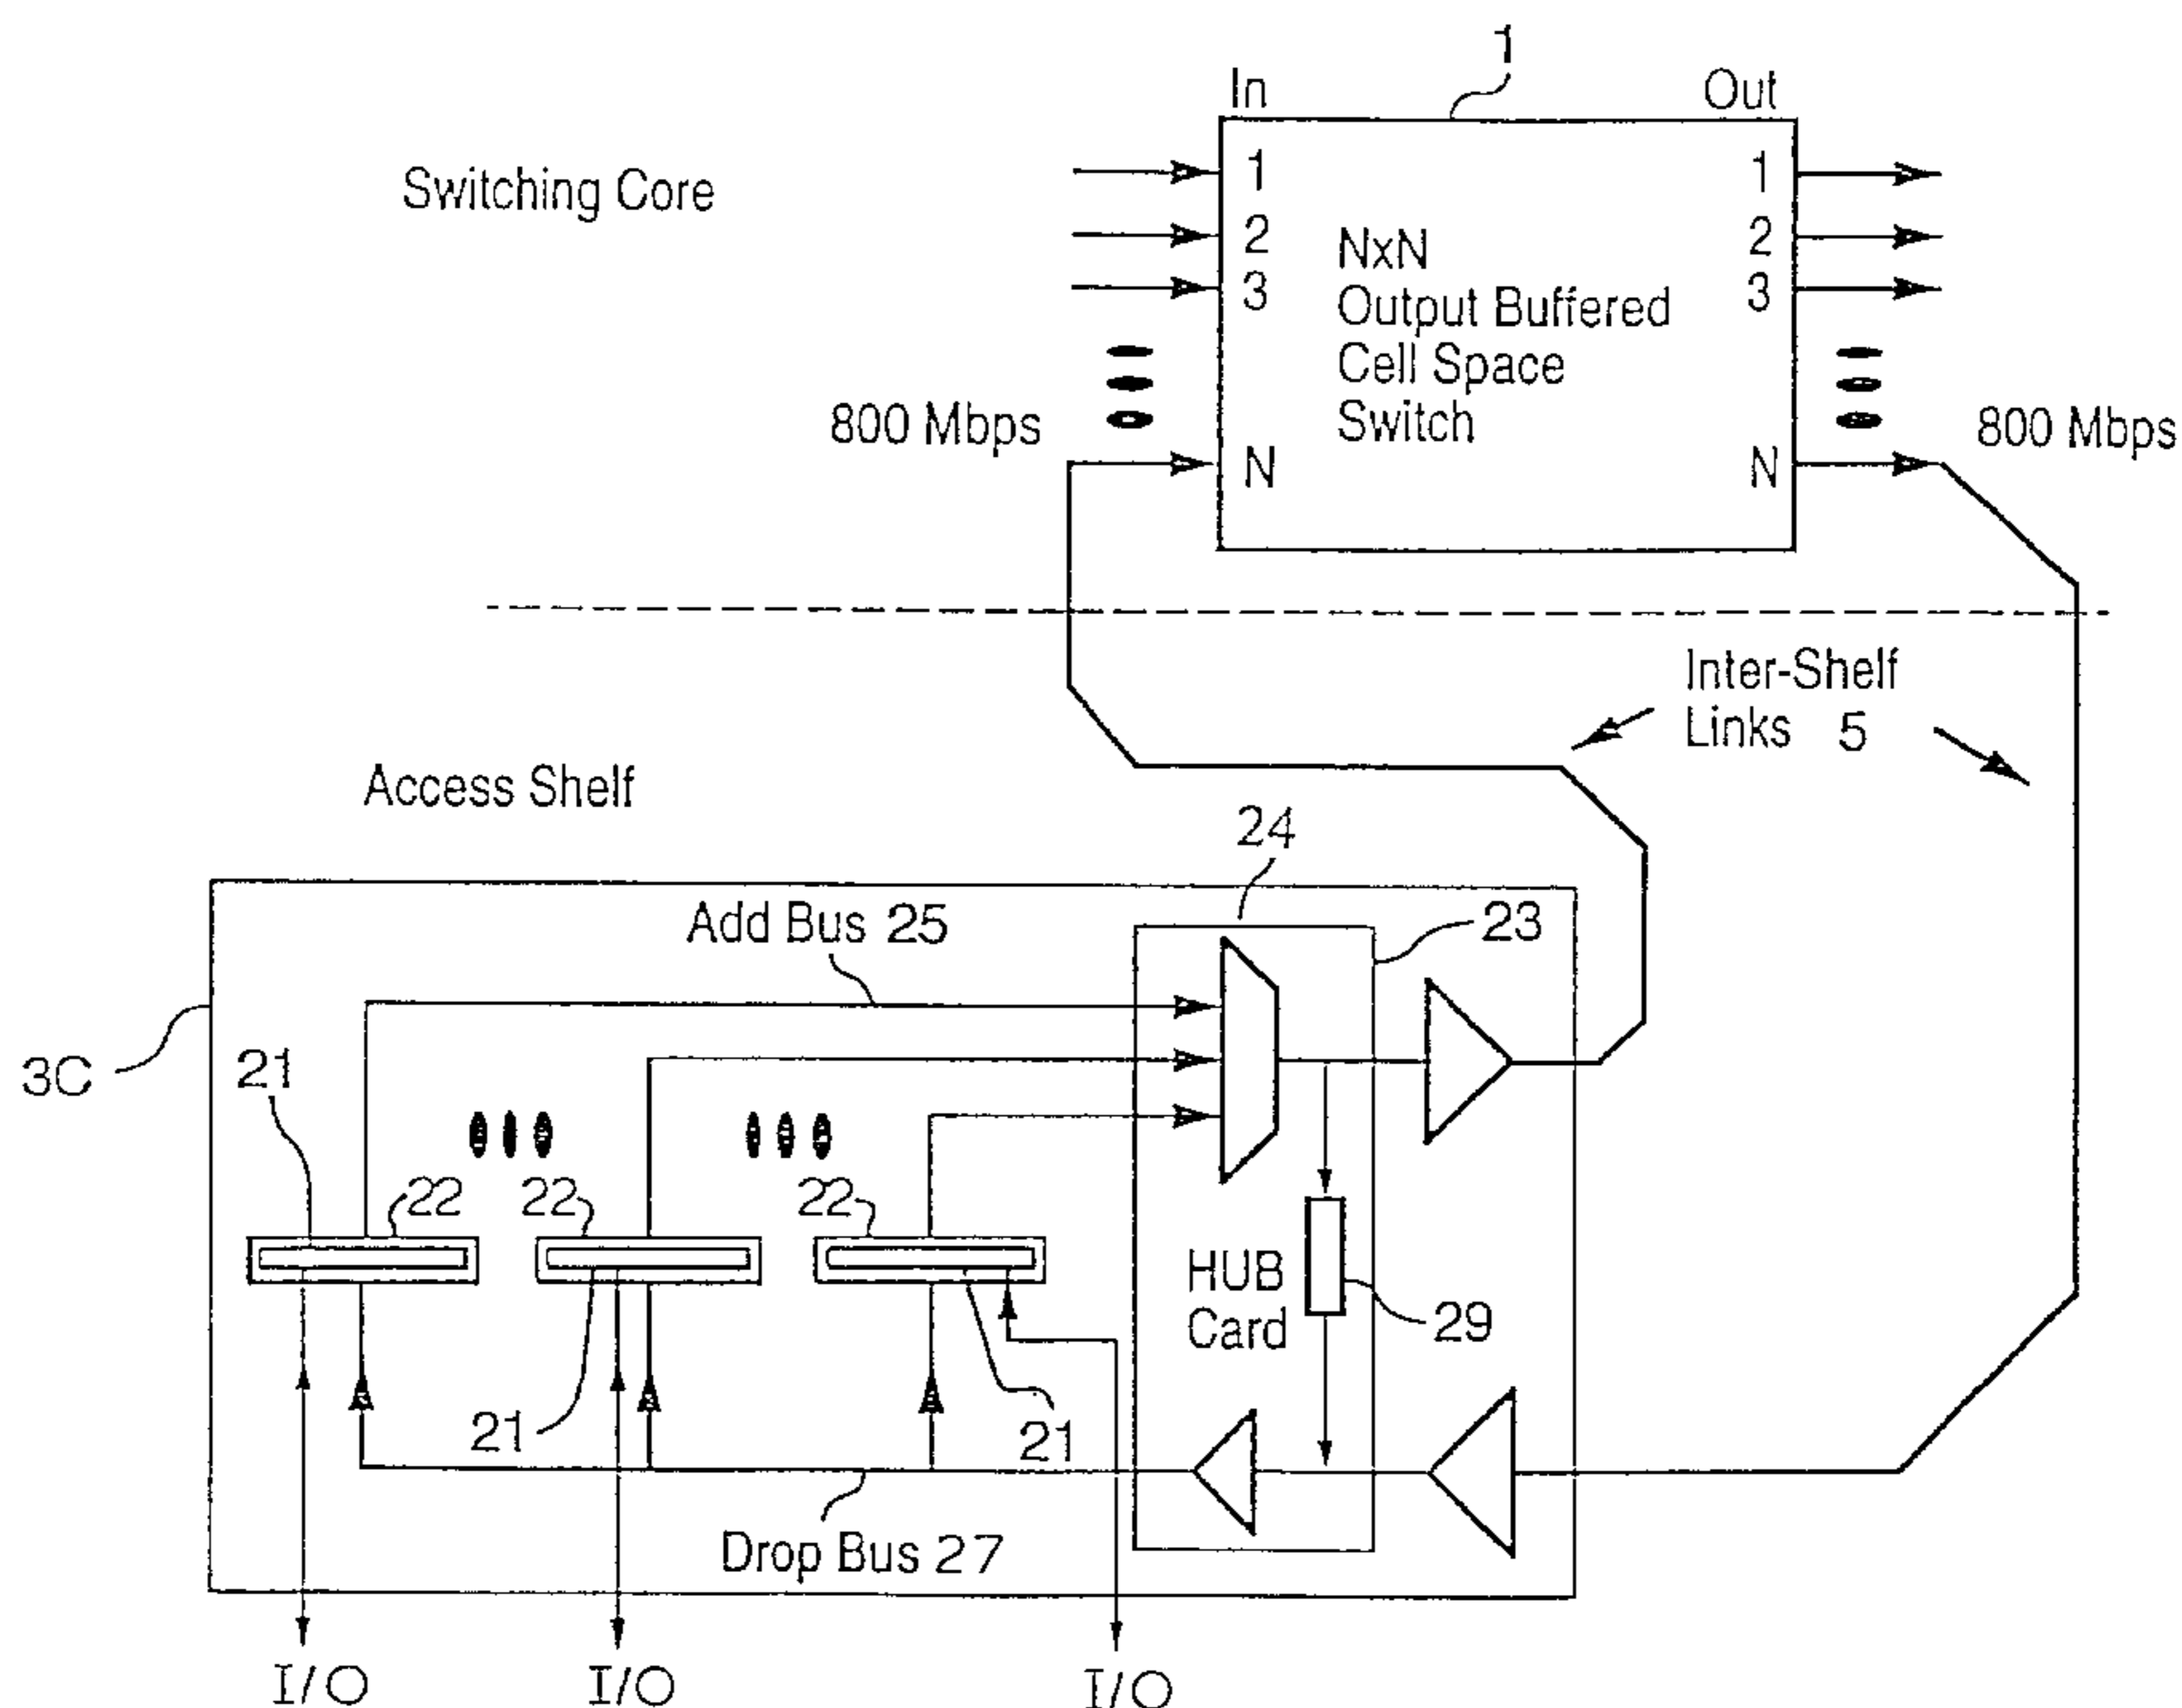 1
In
Out
Switching Core
1
1
2
2
3
3
NxN
Output Buffered
Cell Space
Switch
800 Mbps
800 Mbps
N
N
Inter-Shelf
Links 5
Access Shelf
24
Add Bus 25
23
3C
21
22
22
22
HUB
Card
29
21
21
Drop Bus 27
I/O
I/O
I/O